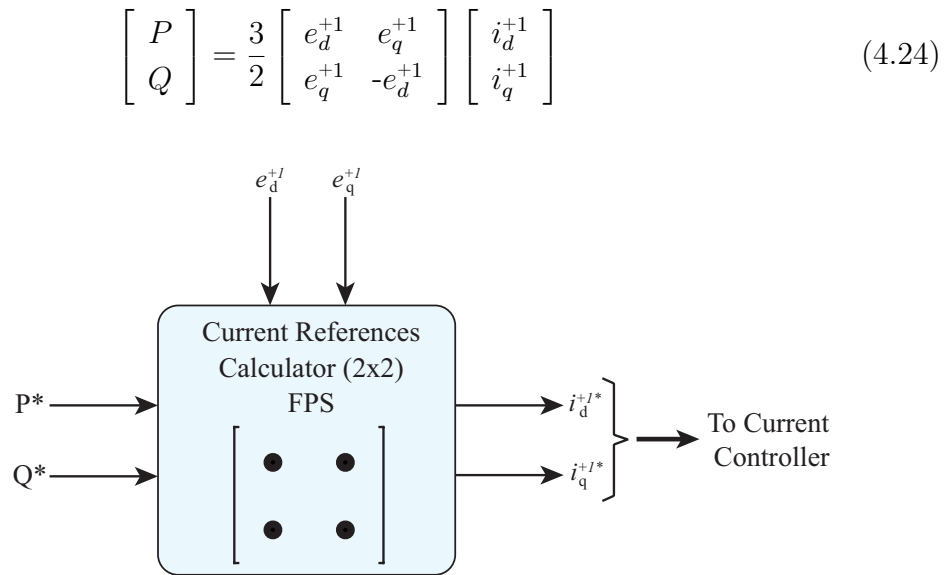 [ P Q ] = 3/2 [ e_d^{+1} e_q^{+1} e_q^{+1} -e_d^{+1} ] [ i_d^{+1} i_q^{+1} ] (4.24)
e_d^{+1} e_q^{+1}
Current References
Calculator (2x2)
FPS
P*
Q*
i_d^{+1*}
i_q^{+1*}
To Current
Controller